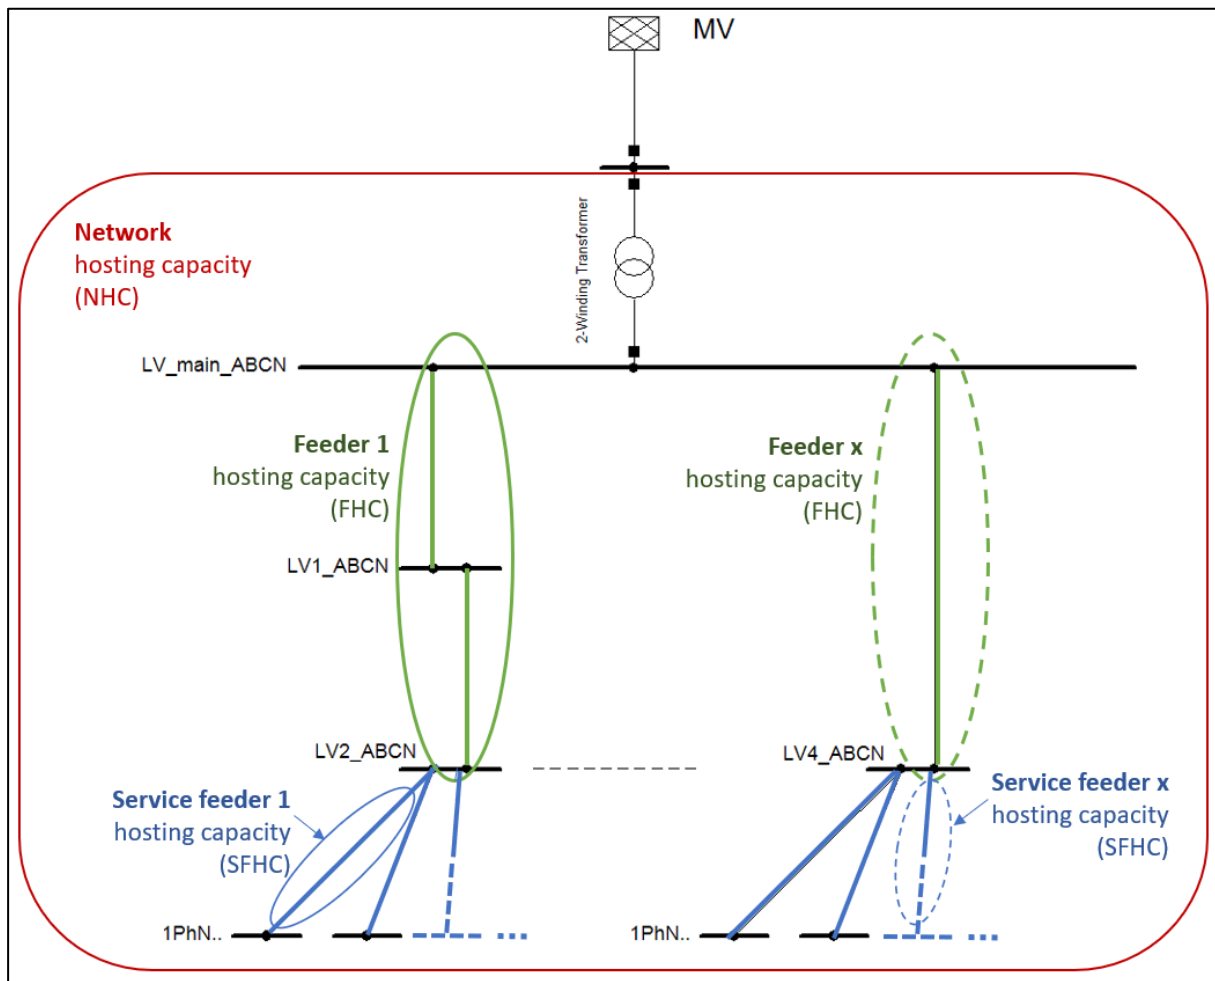 MV
2-Winding Transformer
Network
hosting capacity
(NHC)
LV_main_ABCN
Feeder 1
hosting capacity
(FHC)
Feeder x
hosting capacity
(FHC)
LV1_ABCN
LV2_ABCN
LV4_ABCN
Service feeder 1
hosting capacity
(SFHC)
Service feeder x
hosting capacity
(SFHC)
1PhN..
1PhN..